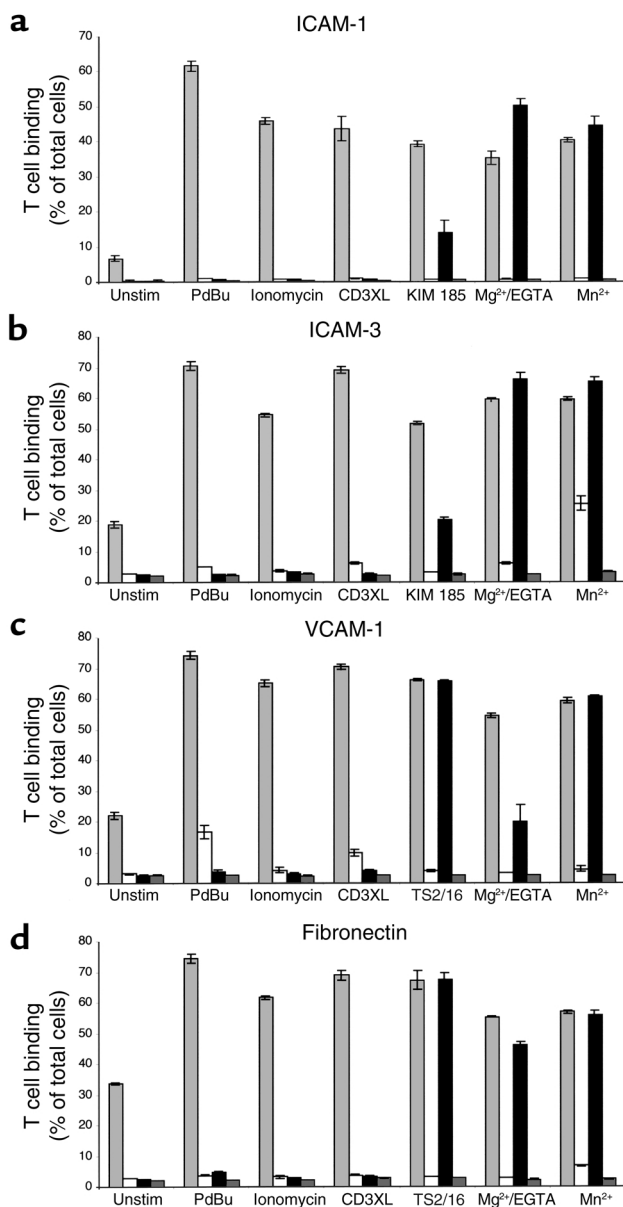 a
ICAM-1
T cell binding
(% of total cells)
70
60
50
40
30
20
10
0
Unstim PdBu Ionomycin CD3XL KIM 185 Mg²⁺/EGTA Mn²⁺
b
ICAM-3
T cell binding
(% of total cells)
80
70
60
50
40
30
20
10
0
Unstim PdBu Ionomycin CD3XL KIM 185 Mg²⁺/EGTA Mn²⁺
c
VCAM-1
T cell binding
(% of total cells)
80
70
60
50
40
30
20
10
0
Unstim PdBu Ionomycin CD3XL TS2/16 Mg²⁺/EGTA Mn²⁺
d
Fibronectin
T cell binding
(% of total cells)
80
70
60
50
40
30
20
10
0
Unstim PdBu Ionomycin CD3XL TS2/16 Mg²⁺/EGTA Mn²⁺